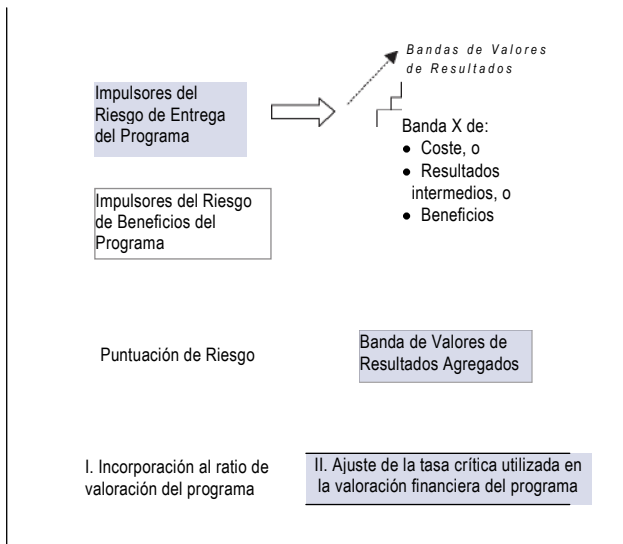 Bandas de Valores
de Resultados
Impulsores del
Riesgo de Entrega
del Programa
Banda X de:
● Coste, o
● Resultados
intermedios, o
● Beneficios
Impulsores del Riesgo
de Beneficios del
Programa
Puntuación de Riesgo
Banda de Valores de
Resultados Agregados
I. Incorporación al ratio de
valoración del programa
II. Ajuste de la tasa crítica utilizada en
la valoración financiera del programa